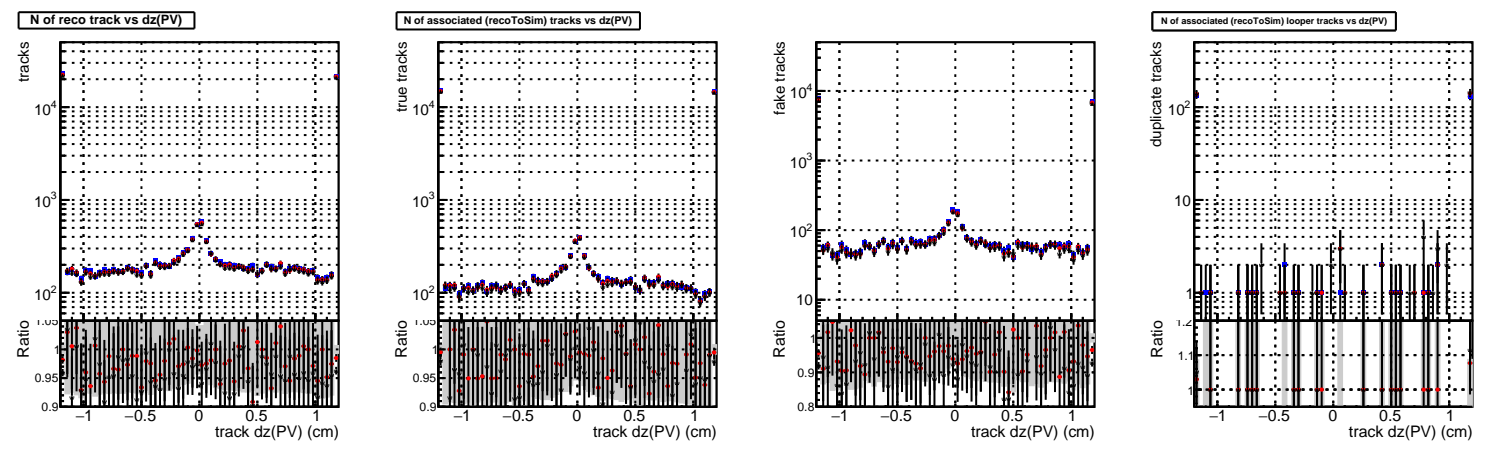 N of reco track vs dz(PV)
tracks
10^4
10^3
10^2
Ratio
1.05
1
0.95
0.9
−1 −0.5 0 0.5 1
track dz(PV) (cm)
N of associated (recoToSim) tracks vs dz(PV)
true tracks
10^4
10^3
10^2
Ratio
1.05
1
0.95
0.9
−1 −0.5 0 0.5 1
track dz(PV) (cm)
fake tracks
10^4
10^3
10^2
10
Ratio
1
0.9
0.8
−1 −0.5 0 0.5 1
track dz(PV) (cm)
N of associated (recoToSim) looper tracks vs dz(PV)
duplicate tracks
10^2
10
1
Ratio
1.2
1.1
1
−1 −0.5 0 0.5 1
track dz(PV) (cm)